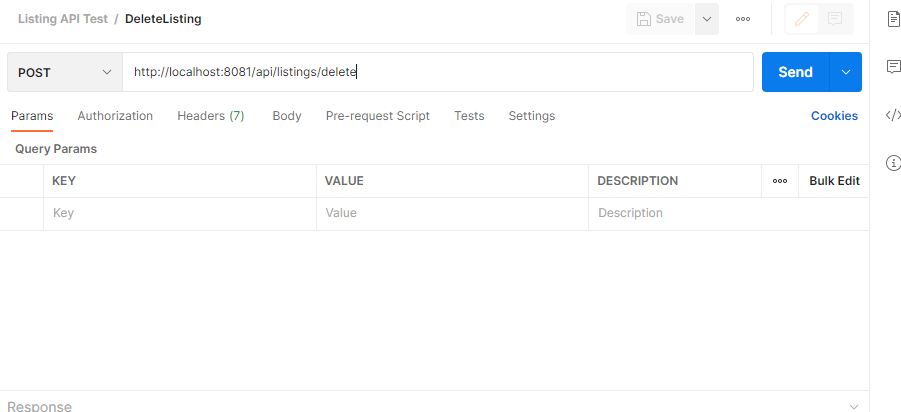 Listing API Test / DeleteListing
Save
POST
http://localhost:8081/api/listings/delete
Send
Params Authorization Headers (7) Body Pre-request Script Tests Settings Cookies
Query Params
KEY VALUE DESCRIPTION Bulk Edit
Key Value Description
Response